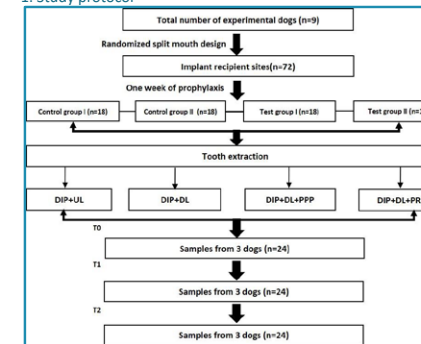 1. Study protocol
Total number of experimental dogs (n=9)
Randomized split mouth design
Implant recipient sites(n=72)
One week of prophylaxis
Control group I (n=18)
Control group II (n=18)
Test group I (n=18)
Test group II (n=1
Tooth extraction
DIP+UL
DIP+DL
DIP+DL+PPP
DIP+DL+PR
T0
Samples from 3 dogs (n=24)
T1
Samples from 3 dogs (n=24)
T2
Samples from 3 dogs (n=24)